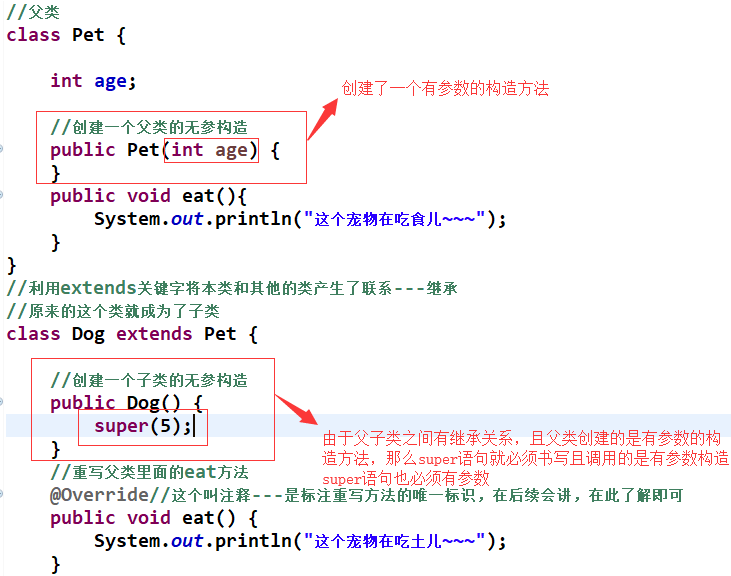 //父类
class Pet {
int age;
创建了一个有参数的构造方法
//创建一个父类的无参构造
public Pet(int age) {
}
public void eat(){
System.out.println("这个宠物在吃食儿~~~");
}
}
//利用extends关键字将本类和其他的类产生了联系---继承
//原来的这个类就成为了子类
class Dog extends Pet {
//创建一个子类的无参构造
public Dog() {
super(5);
}
由于父子类之间有继承关系，且父类创建的是有参数的构
造方法，那么super语句就必须书写且调用的是有参数构造
super语句也必须有参数
//重写父类里面的eat方法
@Override//这个叫注释---是标注重写方法的唯一标识，在后续会讲，在此了解即可
public void eat() {
System.out.println("这个宠物在吃土儿~~~");
}